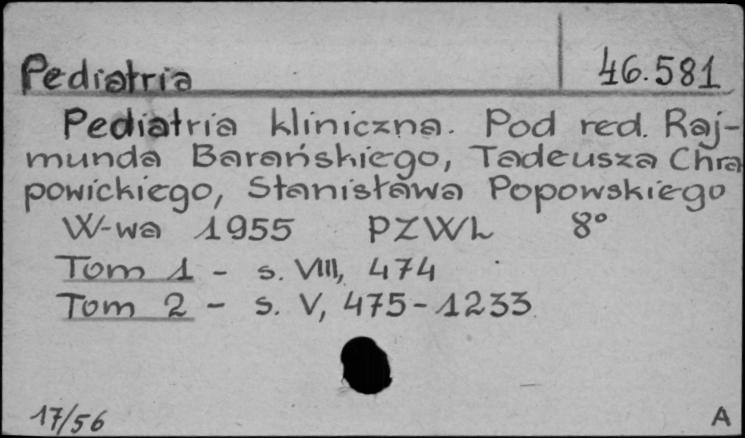 Pediatria 46.581
Pediatria kliniczna. Pod red. Raj-
munda Barańskiego, Tadeusza Chra
powickiego, Stanisława Popowskiego
W-wa 1955 PZWL 8°
Tom 1 - s. VIII, 474
Tom 2 - s. V, 475-1233
17/56 A